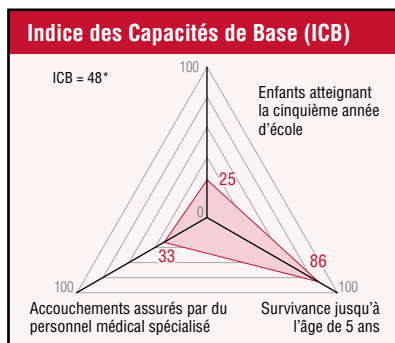 Indice des Capacités de Base (ICB)
100
ICB = 48*
Enfants atteignant
la cinquième année
d'école
25
0
33
86
100
100
Accouchements assurés par du
personnel médical spécialisé
Survivance jusqu'à
l'âge de 5 ans